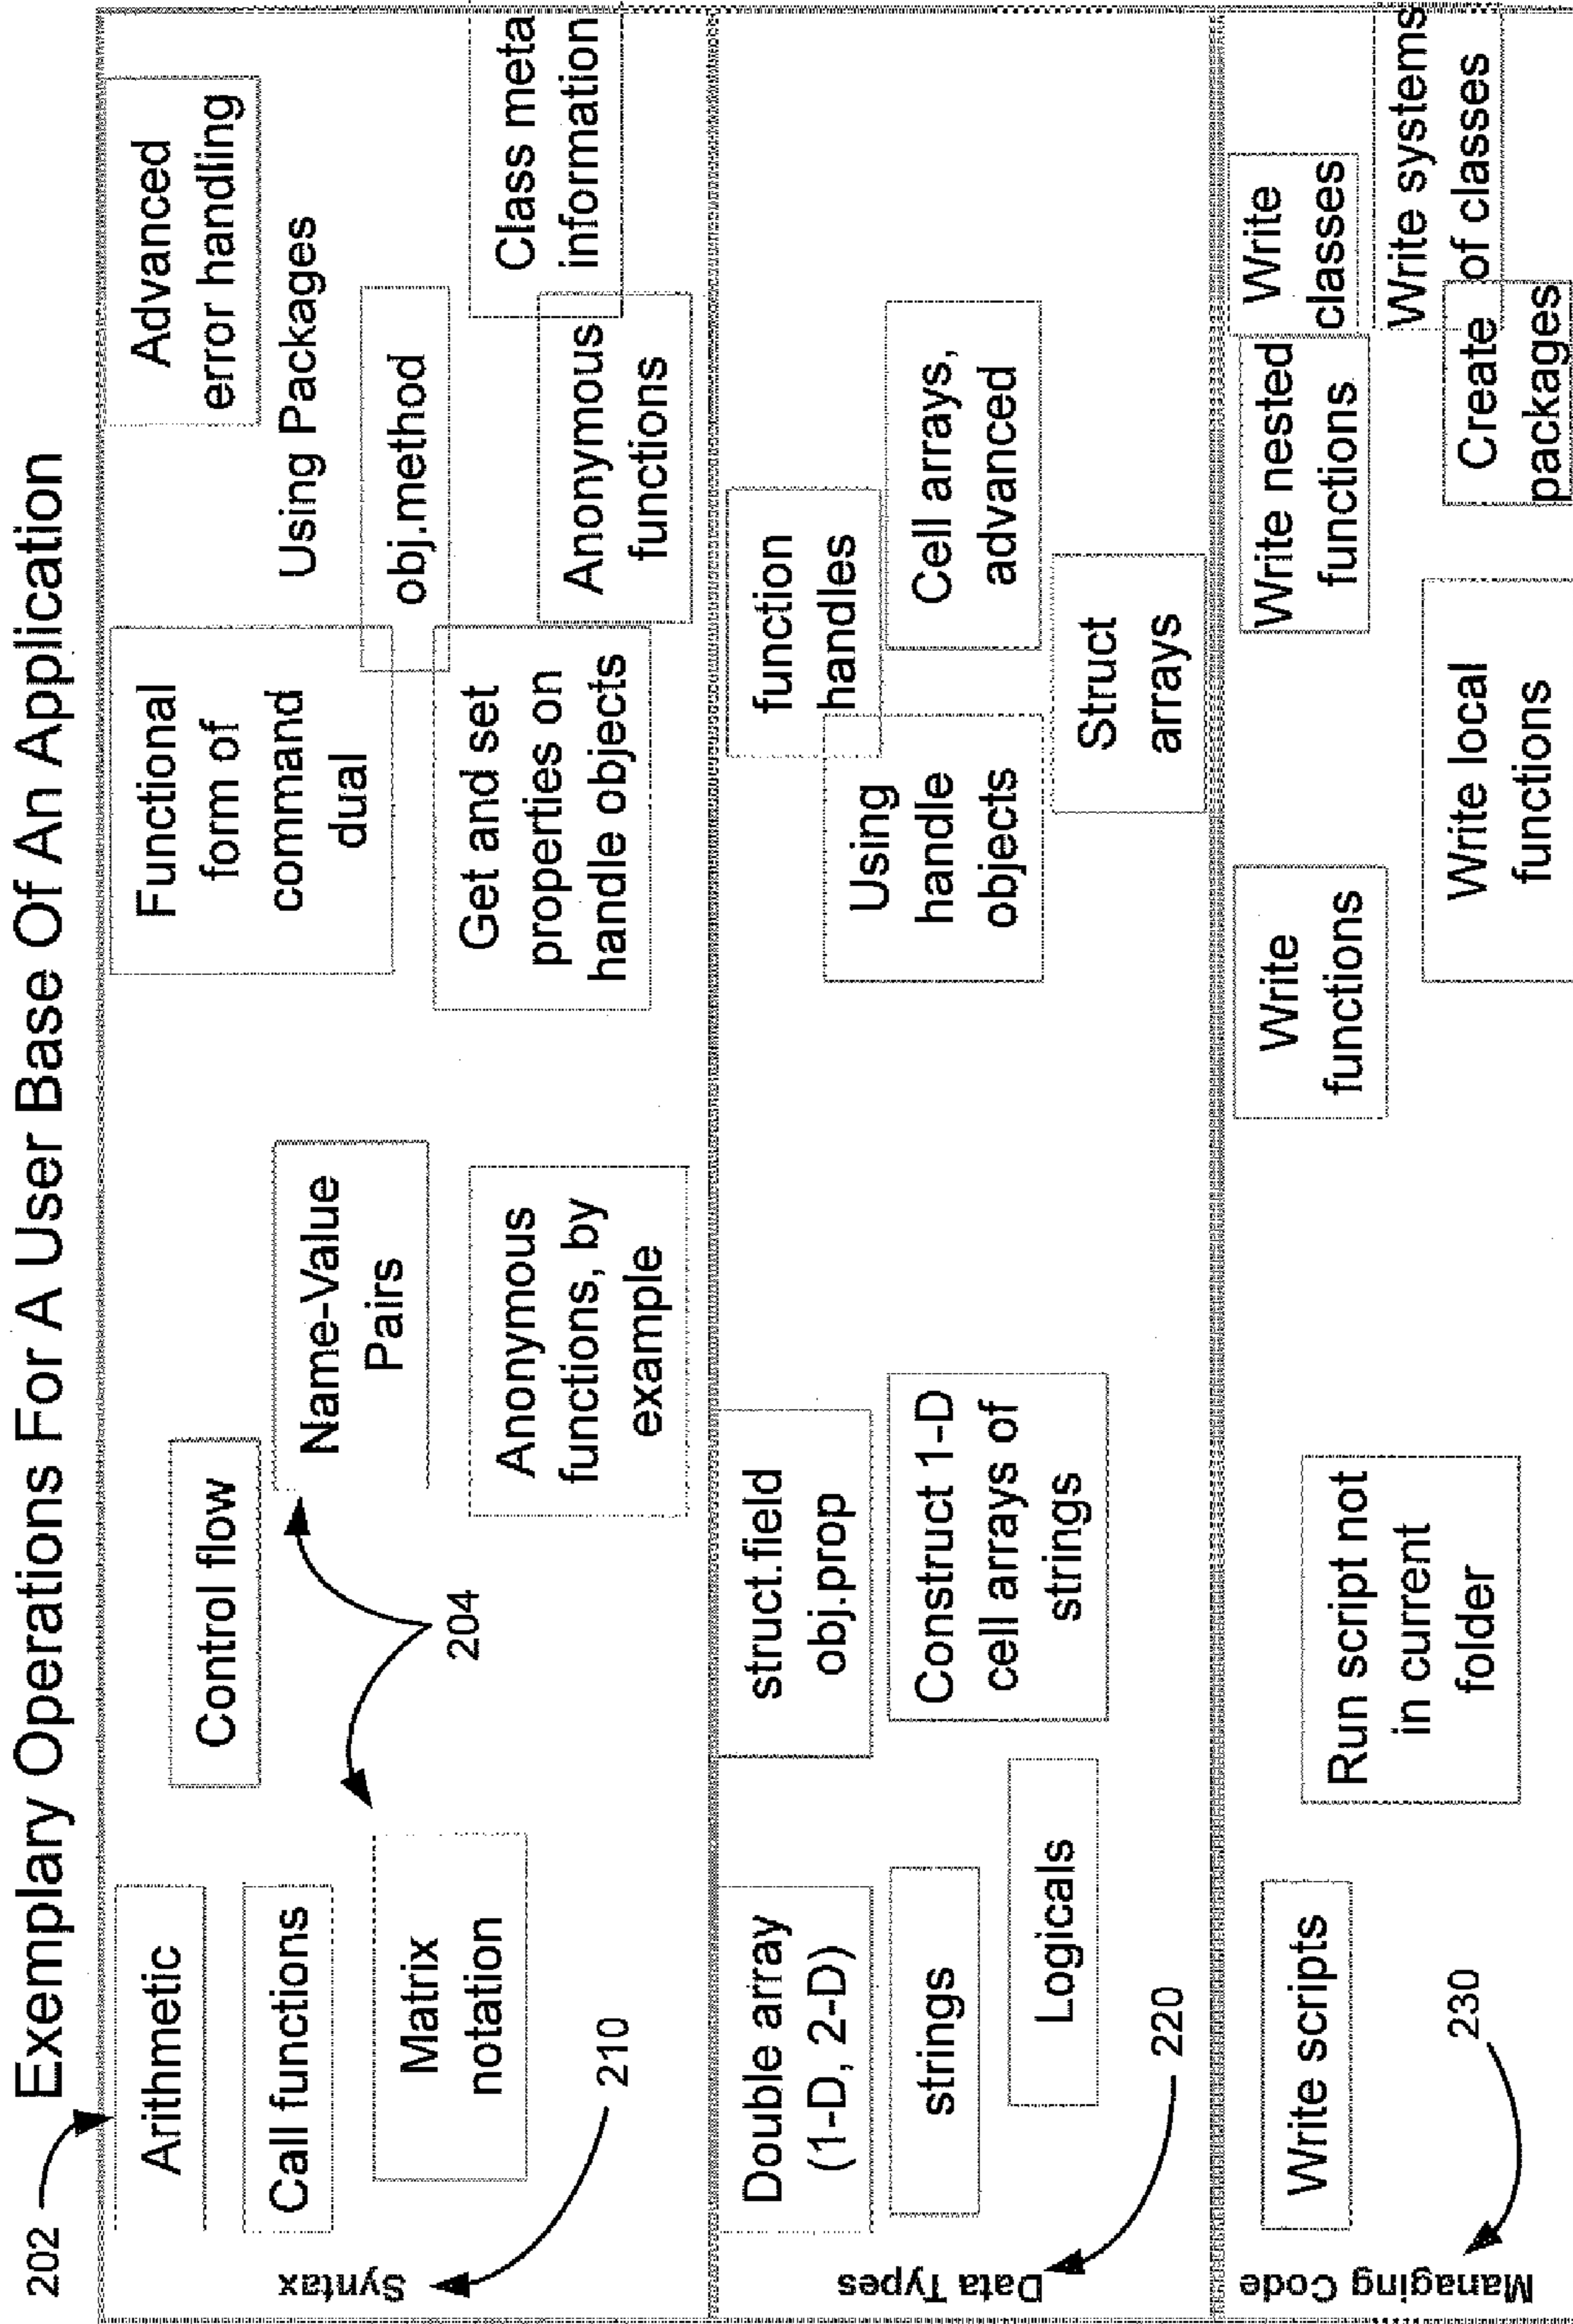 Exemplary Operations For A User Base Of An Application
202
Syntax
Arithmetic
Call functions
Matrix
notation
210
Control flow
204
Name-Value
Pairs
Anonymous
functions, by
example
Functional
form of
command
dual
Get and set
properties on
handle objects
Advanced
error handling
Using Packages
obj.method
Anonymous
functions
Class meta
information
Data Types
Double array
(1-D, 2-D)
strings
Logicals
220
struct.field
obj.prop
Construct 1-D
cell arrays of
strings
Using
handle
objects
function
handles
Struct
arrays
Cell arrays,
advanced
Managing Code
Write scripts
230
Run script not
in current
folder
Write
functions
Write local
functions
Write nested
functions
Create
packages
Write
classes
Write systems
of classes